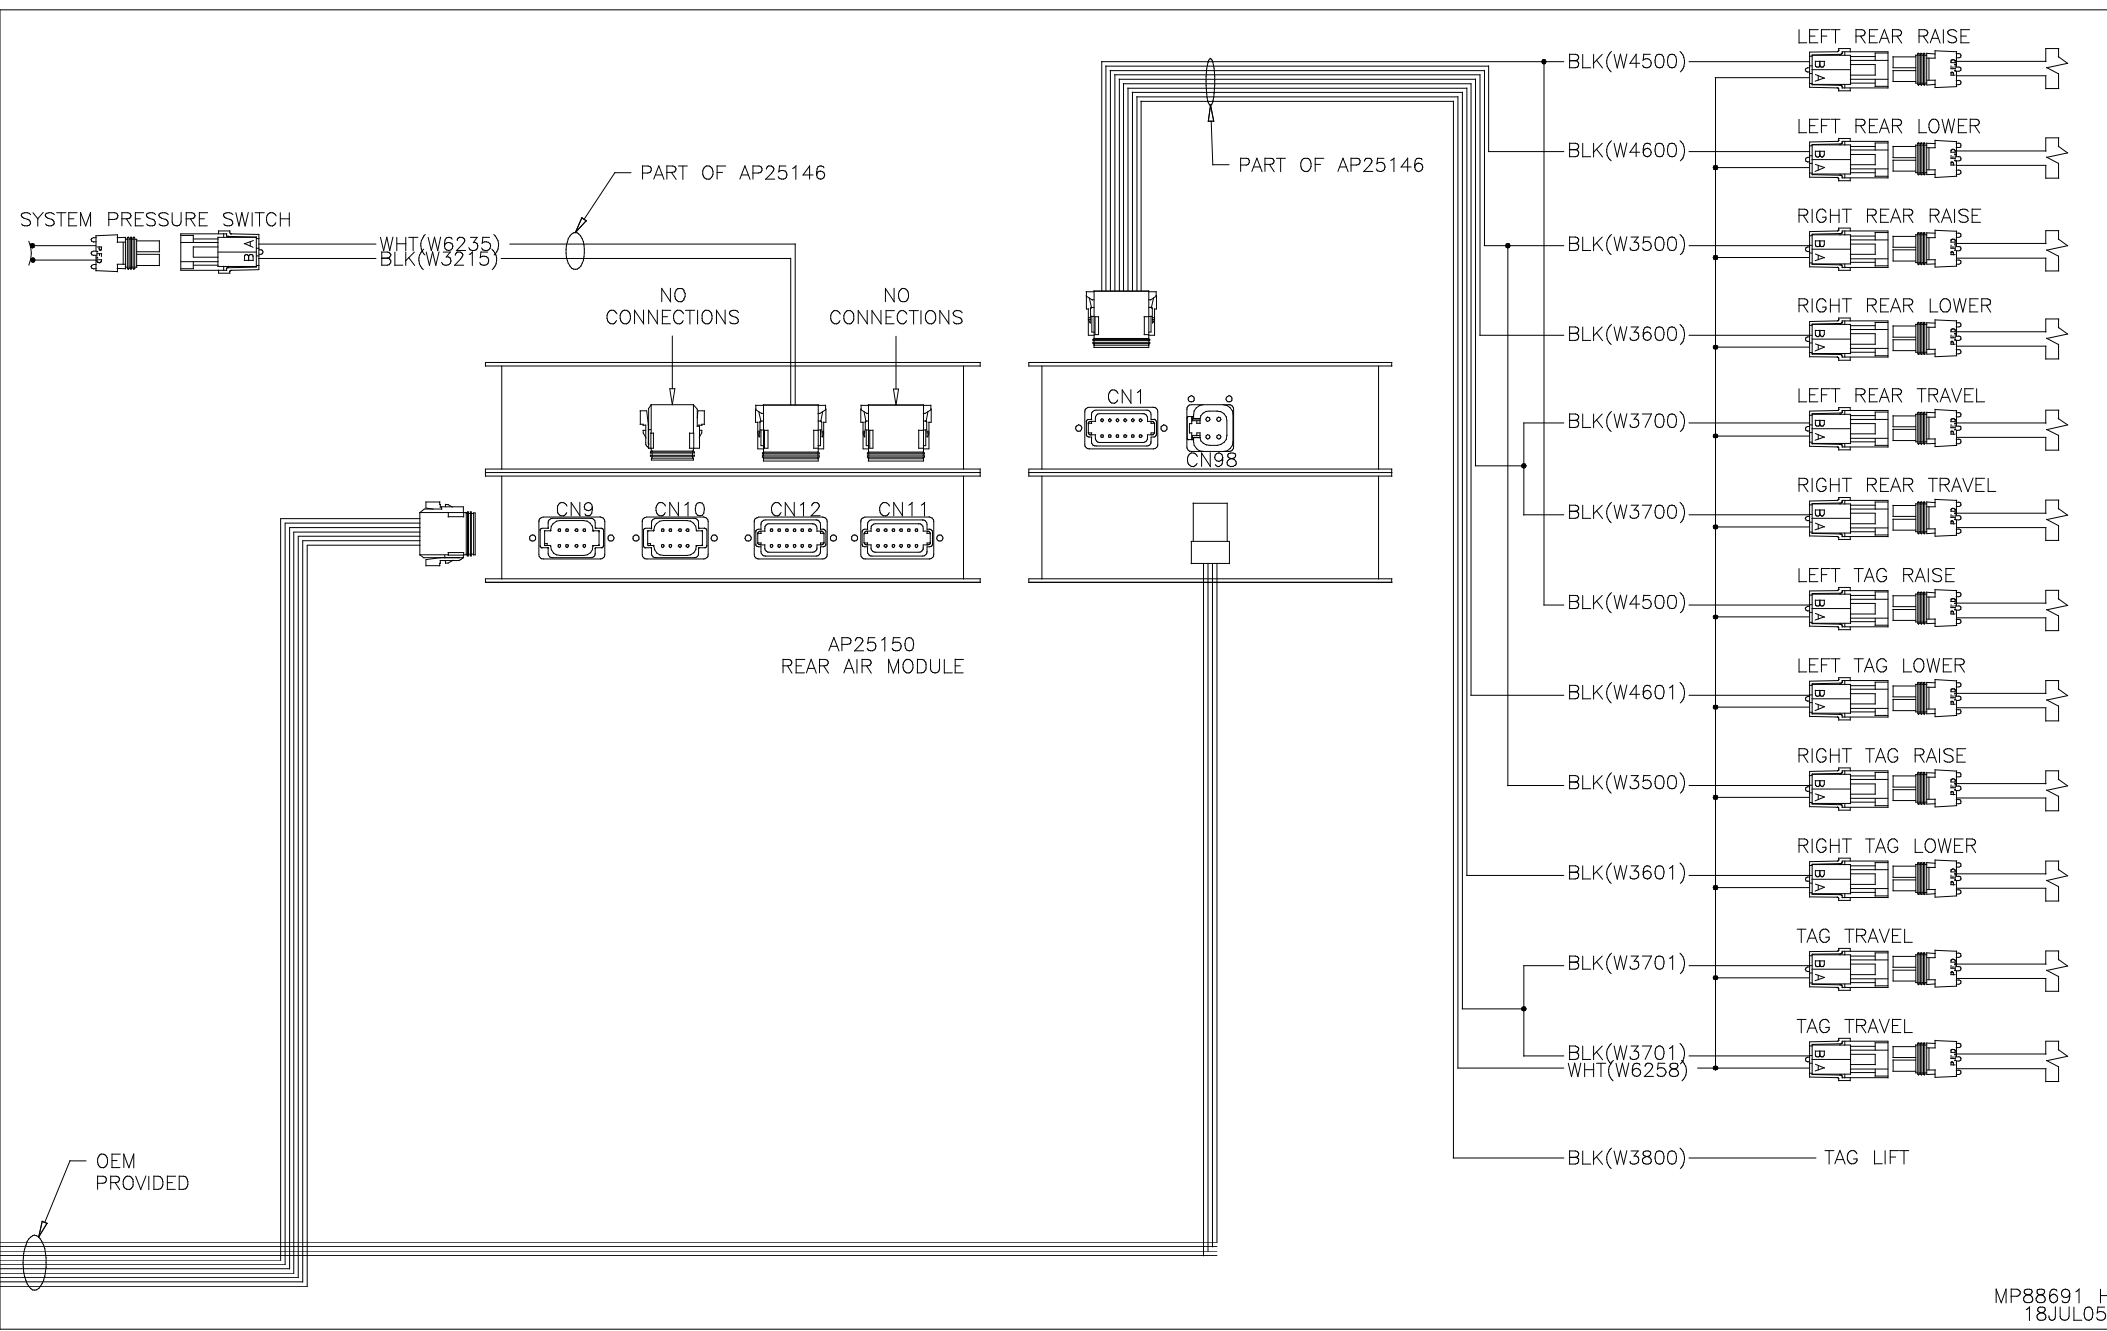 LEFT REAR RAISE
BLK(W4500)
B
A
LEFT REAR LOWER
BLK(W4600)
B
A
PART OF AP25146
PART OF AP25146
SYSTEM PRESSURE SWITCH
A
B
WHT(W6235)
BLK(W3215)
RIGHT REAR RAISE
BLK(W3500)
B
A
NO
CONNECTIONS
NO
CONNECTIONS
RIGHT REAR LOWER
BLK(W3600)
B
A
CN1
CN98
LEFT REAR TRAVEL
BLK(W3700)
B
A
RIGHT REAR TRAVEL
BLK(W3700)
B
A
CN9
CN10
CN12
CN11
LEFT TAG RAISE
BLK(W4500)
B
A
AP25150
REAR AIR MODULE
LEFT TAG LOWER
BLK(W4601)
B
A
RIGHT TAG RAISE
BLK(W3500)
B
A
RIGHT TAG LOWER
BLK(W3601)
B
A
TAG TRAVEL
BLK(W3701)
B
A
TAG TRAVEL
BLK(W3701)
WHT(W6258)
B
A
BLK(W3800)
TAG LIFT
OEM
PROVIDED
MP88691 H
18JUL05